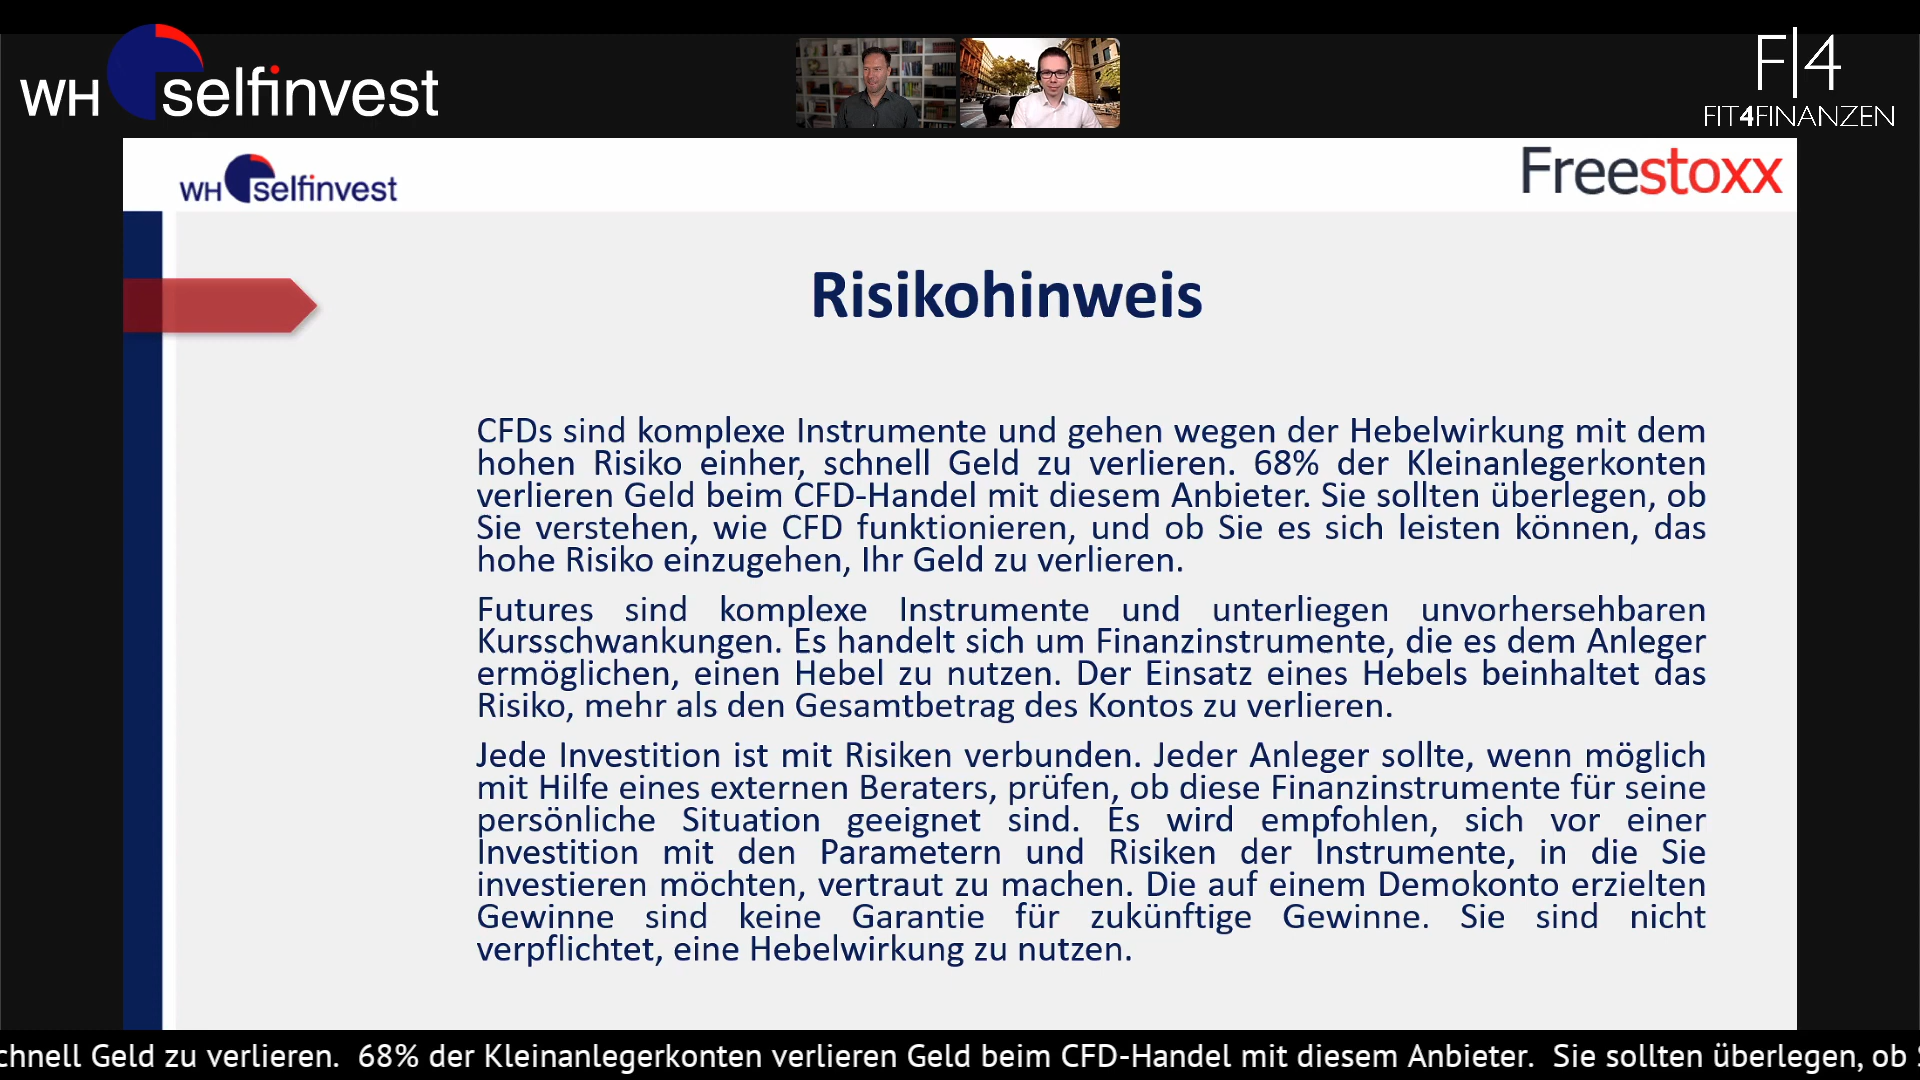 WH selfinvest
F|4
FIT4FINANZEN
WH selfinvest
Freestoxx
Risikohinweis
CFDs sind komplexe Instrumente und gehen wegen der Hebelwirkung mit dem
hohen Risiko einher, schnell Geld zu verlieren. 68% der Kleinanlegerkonten
verlieren Geld beim CFD-Handel mit diesem Anbieter. Sie sollten überlegen, ob
Sie verstehen, wie CFD funktionieren, und ob Sie es sich leisten können, das
hohe Risiko einzugehen, Ihr Geld zu verlieren.
Futures sind komplexe Instrumente und unterliegen unvorhersehbaren
Kursschwankungen. Es handelt sich um Finanzinstrumente, die es dem Anleger
ermöglichen, einen Hebel zu nutzen. Der Einsatz eines Hebels beinhaltet das
Risiko, mehr als den Gesamtbetrag des Kontos zu verlieren.
Jede Investition ist mit Risiken verbunden. Jeder Anleger sollte, wenn möglich
mit Hilfe eines externen Beraters, prüfen, ob diese Finanzinstrumente für seine
persönliche Situation geeignet sind. Es wird empfohlen, sich vor einer
Investition mit den Parametern und Risiken der Instrumente, in die Sie
investieren möchten, vertraut zu machen. Die auf einem Demokonto erzielten
Gewinne sind keine Garantie für zukünftige Gewinne. Sie sind nicht
verpflichtet, eine Hebelwirkung zu nutzen.
chnell Geld zu verlieren. 68% der Kleinanlegerkonten verlieren Geld beim CFD-Handel mit diesem Anbieter. Sie sollten überlegen, ob